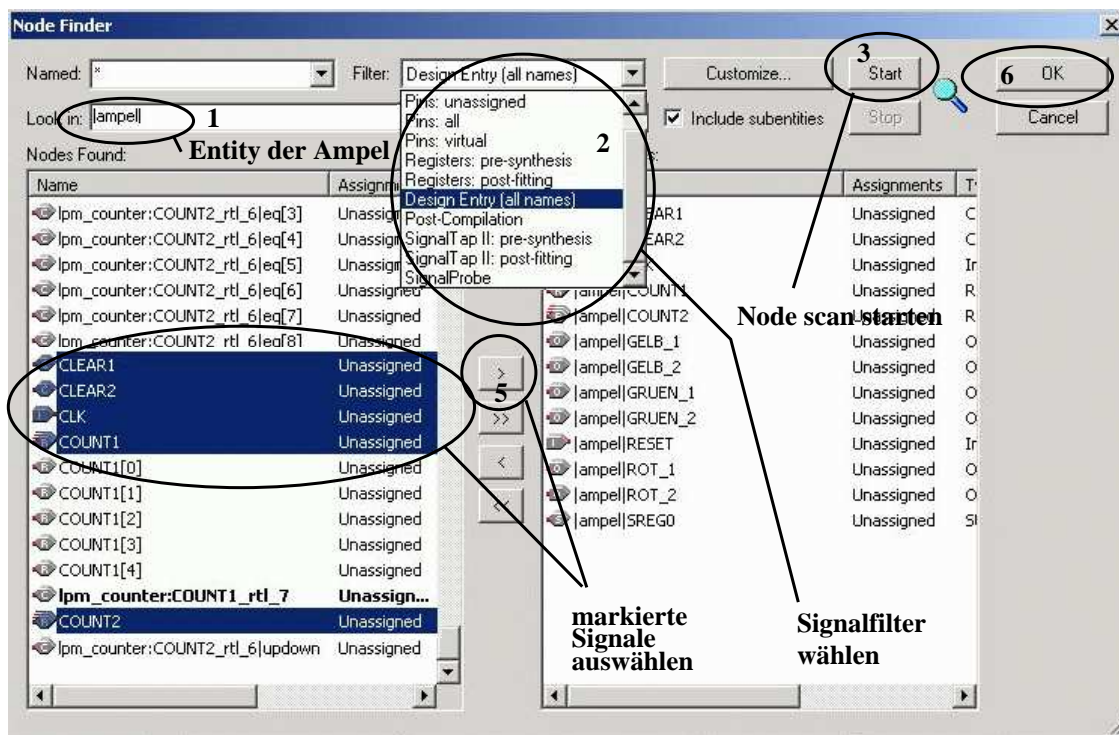 Node Finder
Named: * Filter: Design Entry (all names) Customize... 3 Start 6 OK
Look in: |ampel| 1 Include subentities Stop Cancel
Entity der Ampel
Pins: unassigned
Pins: all
Pins: virtual
Registers: pre-synthesis
Registers: post-fitting
Design Entry (all names)
Post-Compilation
SignalTap II: pre-synthesis
SignalTap II: post-fitting
SignalProbe
2
Nodes Found:
Name
lpm_counter:COUNT2_rtl_6|eq[3] Unassigned
lpm_counter:COUNT2_rtl_6|eq[4] Unassigned
lpm_counter:COUNT2_rtl_6|eq[5] Unassigned
lpm_counter:COUNT2_rtl_6|eq[6] Unassigned
lpm_counter:COUNT2_rtl_6|eq[7] Unassigned
lpm_counter:COUNT2_rtl_6|eq[8] Unassigned
CLEAR1 Unassigned
CLEAR2 Unassigned
CLK Unassigned
COUNT1 Unassigned
COUNT1[0] Unassigned
COUNT1[1] Unassigned
COUNT1[2] Unassigned
COUNT1[3] Unassigned
COUNT1[4] Unassigned
lpm_counter:COUNT1_rtl_7 Unassign...
COUNT2 Unassigned
lpm_counter:COUNT2_rtl_6|updown Unassigned
>
5
>>
<
<<
Assignments
Unassigned C
Unassigned C
Unassigned
|ampel|COUNT1 Unassigned R
|ampel|COUNT2 Unassigned R
|ampel|GELB_1 Unassigned O
|ampel|GELB_2 Unassigned O
|ampel|GRUEN_1 Unassigned O
|ampel|GRUEN_2 Unassigned O
|ampel|RESET Unassigned
|ampel|ROT_1 Unassigned O
|ampel|ROT_2 Unassigned O
|ampel|SREG0 Unassigned
Node scan starten
markierte
Signale
auswählen
Signalfilter
wählen